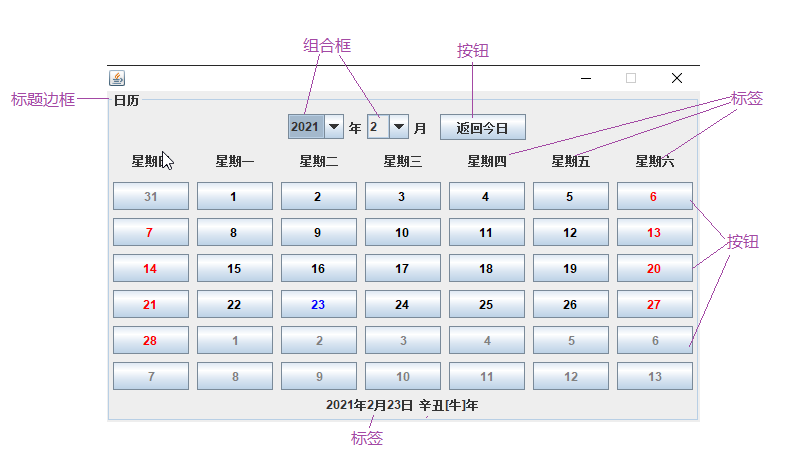 组合框
按钮
标题边框
标签
日历
2021 年 2 月 返回今日
星期 星期一 星期二 星期三 星期四 星期五 星期六
31 1 2 3 4 5 6
7 8 9 10 11 12 13
按钮
14 15 16 17 18 19 20
21 22 23 24 25 26 27
28 1 2 3 4 5 6
7 8 9 10 11 12 13
2021年2月23日 辛丑[牛]年
标签